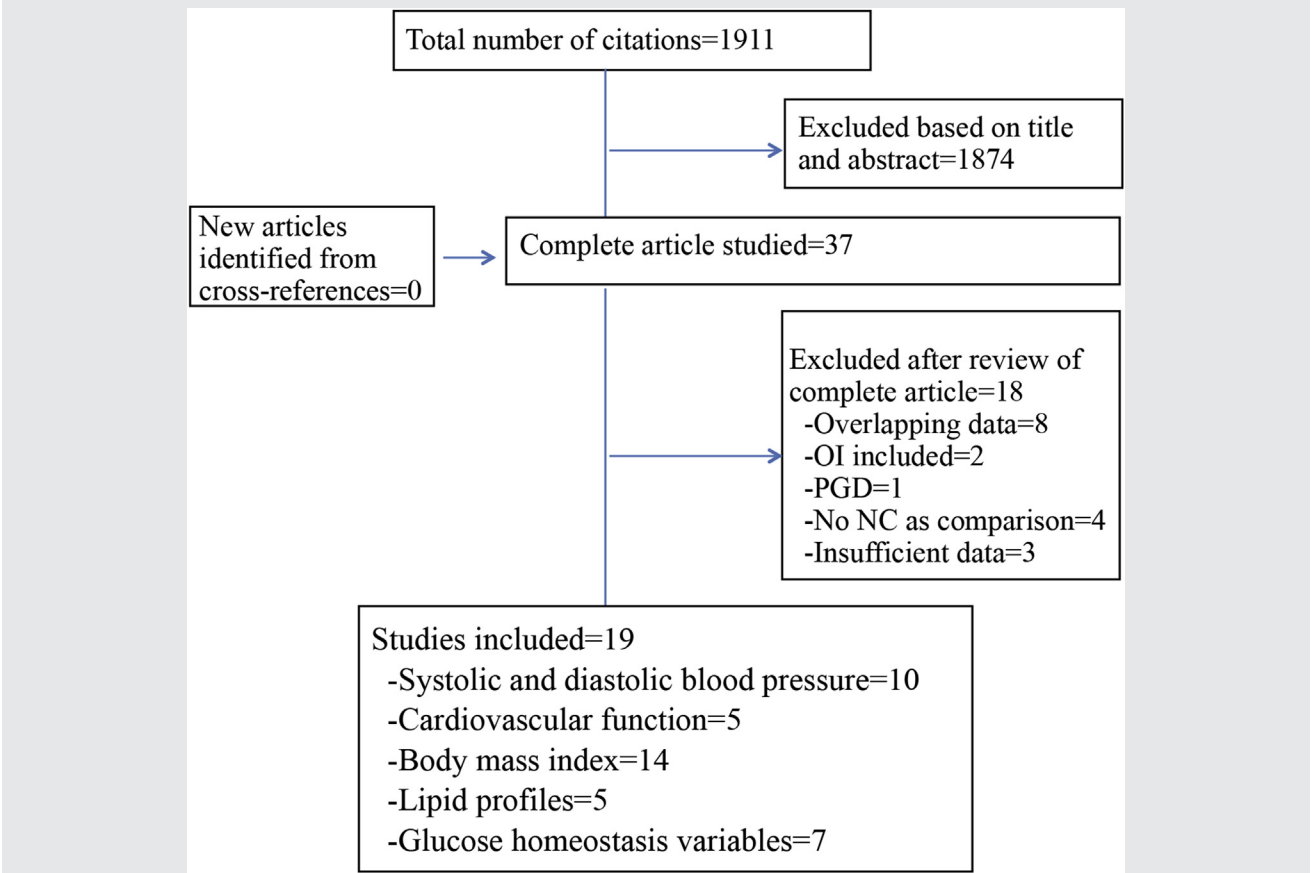 Total number of citations=1911
Excluded based on title
and abstract=1874
New articles
identified from
cross-references=0
Complete article studied=37
Excluded after review of
complete article=18
-Overlapping data=8
-OI included=2
-PGD=1
-No NC as comparison=4
-Insufficient data=3
Studies included=19
-Systolic and diastolic blood pressure=10
-Cardiovascular function=5
-Body mass index=14
-Lipid profiles=5
-Glucose homeostasis variables=7